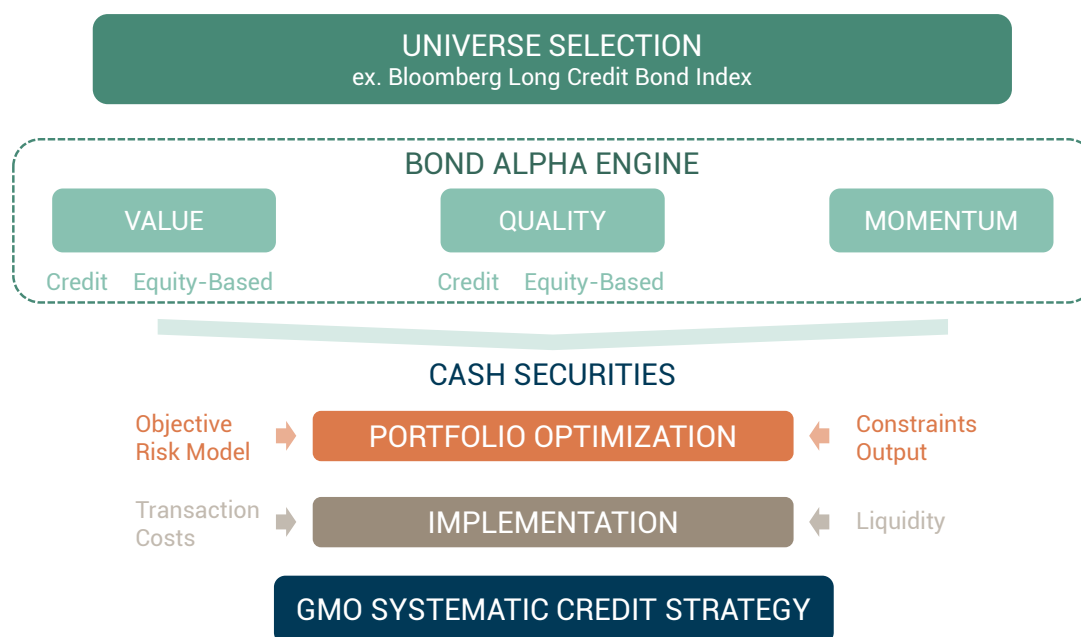 UNIVERSE SELECTION
ex. Bloomberg Long Credit Bond Index
BOND ALPHA ENGINE
VALUE
QUALITY
MOMENTUM
Credit Equity-Based
Credit Equity-Based
CASH SECURITIES
Objective
Risk Model
PORTFOLIO OPTIMIZATION
Constraints
Output
Transaction
Costs
IMPLEMENTATION
Liquidity
GMO SYSTEMATIC CREDIT STRATEGY